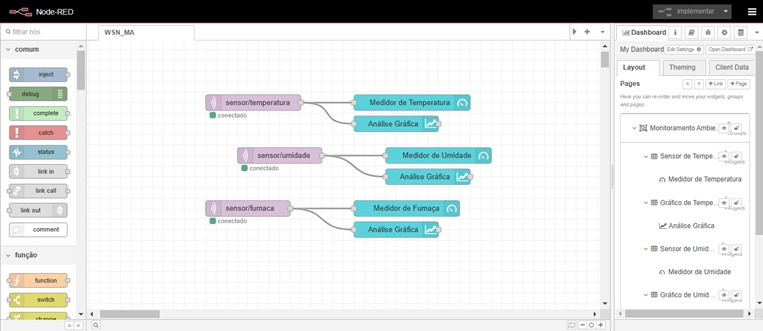 Node-RED
Implementar
filtrar nós
comum
inject
debug
complete
catch
status
link in
link call
link out
comment
função
function
switch
change
WSN_MA
sensor/temperatura
conectado
Medidor de Temperatura
Análise Gráfica
sensor/umidade
conectado
Medidor de Umidade
Análise Gráfica
sensor/fumaca
conectado
Medidor de Fumaça
Análise Gráfica
Dashboard
My Dashboard
Edit Settings
Open Dashboard
Layout
Theming
Client Data
Pages
+ Link
+ Page
Here you can re-order and move your widgets, groups
and pages
Monitoramento Ambie...
Sensor de Tempe...
Medidor de Temperatura
Gráfico de Tempe...
Análise Gráfica
Sensor de Umid...
Medidor de Umidade
Gráfico de Umid...